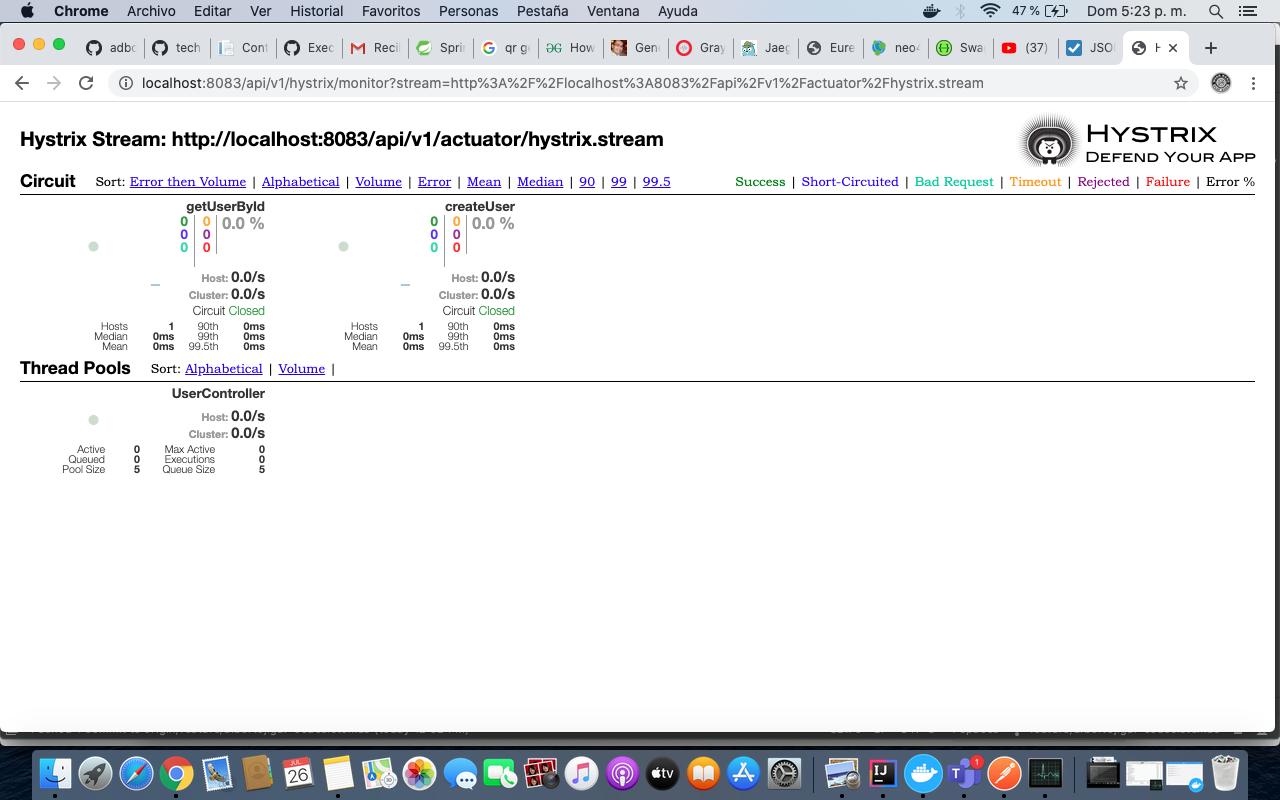 Chrome Archivo Editar Ver Historial Favoritos Personas Pestaña Ventana Ayuda 47 % Dom 5:23 p. m.
adbc tech Cont Exec Reci Sprin qr ge How Gene Gray Jaeg Eure neo4 Swa (37) JSO
localhost:8083/api/v1/hystrix/monitor?stream=http%3A%2F%2Flocalhost%3A8083%2Fapi%2Fv1%2Factuator%2Fhystrix.stream
Hystrix Stream: http://localhost:8083/api/v1/actuator/hystrix.stream
HYSTRIX
DEFEND YOUR APP
Circuit Sort: Error then Volume | Alphabetical | Volume | Error | Mean | Median | 90 | 99 | 99.5
Success | Short-Circuited | Bad Request | Timeout | Rejected | Failure | Error %
getUserById
0 0 0.0 %
0 0
0 0
Host: 0.0/s
Cluster: 0.0/s
Circuit Closed
Hosts 1 90th 0ms
Median 0ms 99th 0ms
Mean 0ms 99.5th 0ms
createUser
0 0 0.0 %
0 0
0 0
Host: 0.0/s
Cluster: 0.0/s
Circuit Closed
Hosts 1 90th 0ms
Median 0ms 99th 0ms
Mean 0ms 99.5th 0ms
Thread Pools Sort: Alphabetical | Volume |
UserController
Host: 0.0/s
Cluster: 0.0/s
Active 0 Max Active 0
Queued 0 Executions 0
Pool Size 5 Queue Size 5
JUL
26
tv
IJ
T
1